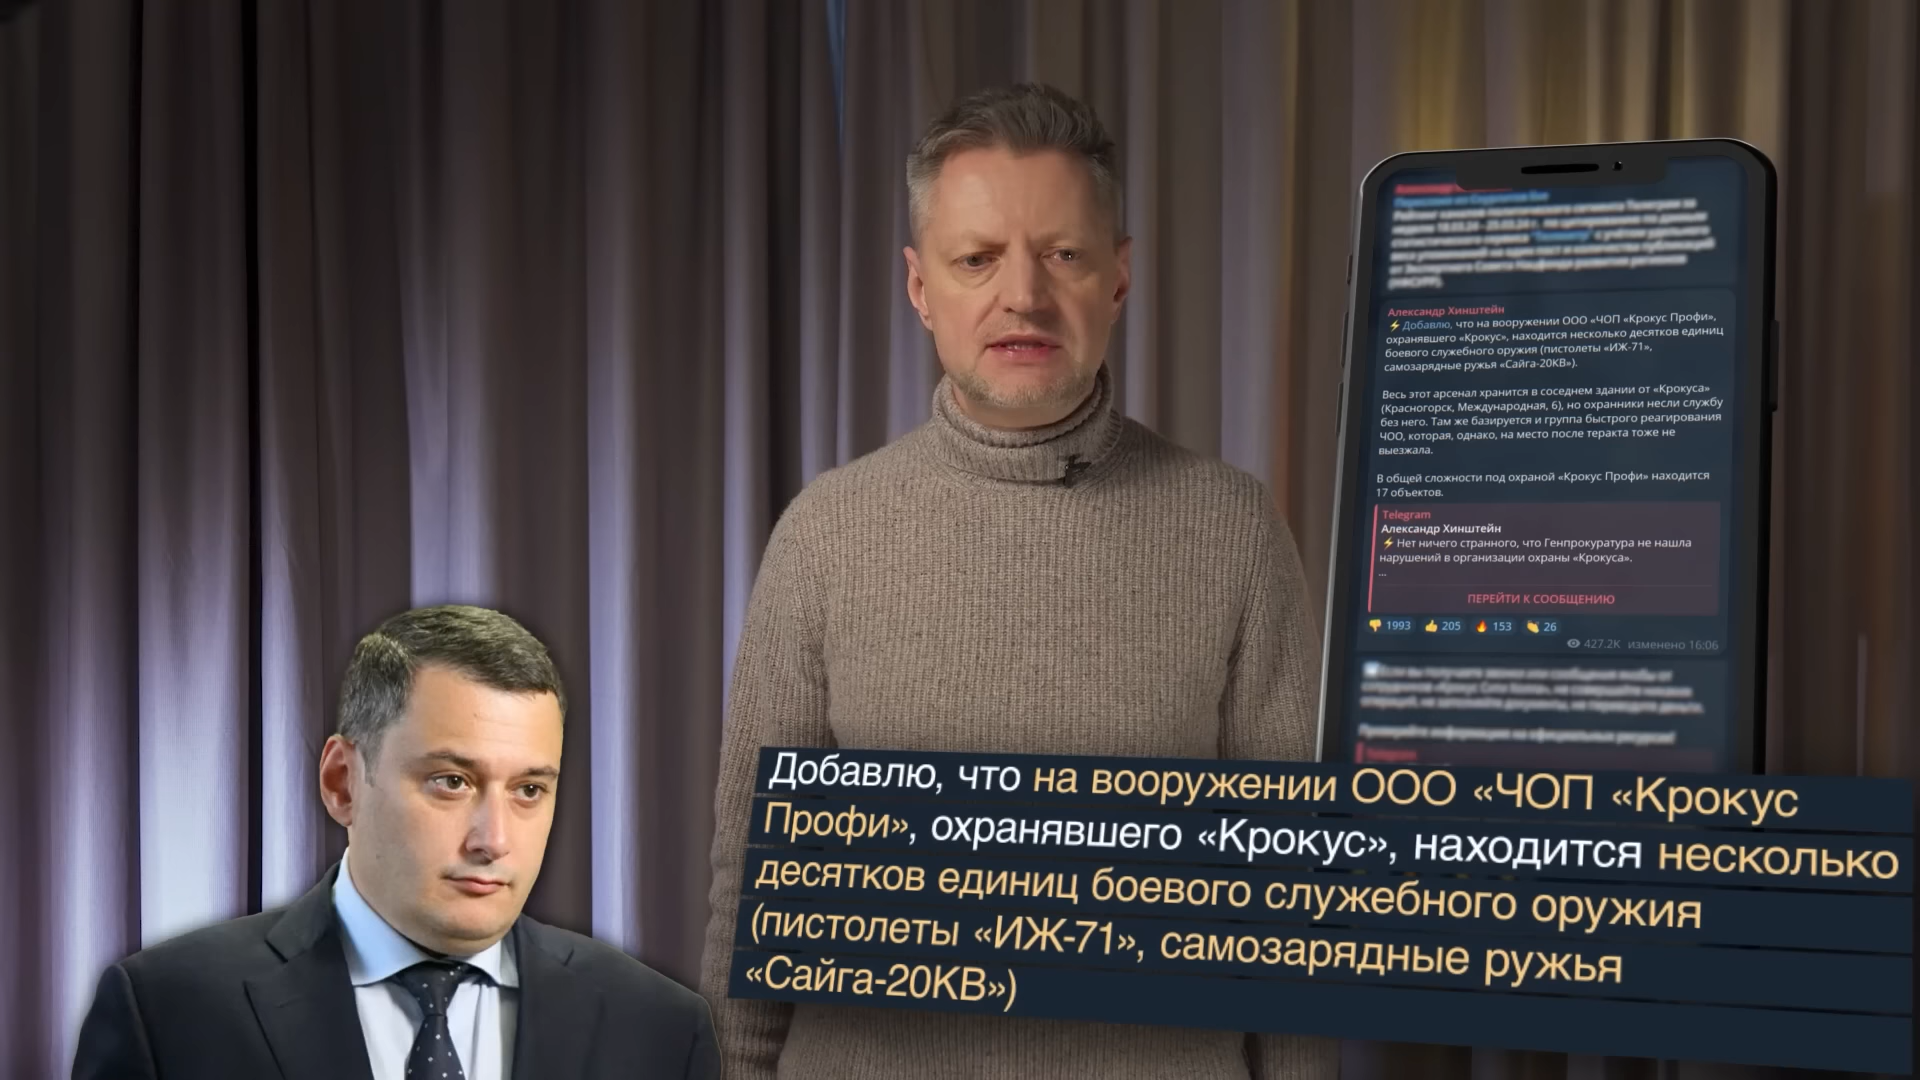 Александр Хинштейн
⚡Добавлю, что на вооружении ООО «ЧОП «Крокус Профи»,
охранявшего «Крокус», находится несколько десятков единиц
боевого служебного оружия (пистолеты «ИЖ-71»,
самозарядные ружья «Сайга-20КВ»).
Весь этот арсенал хранится в соседнем здании от «Крокуса»
(Красногорск, Международная, 6), но охранники несли службу
без него. Там же базируется и группа быстрого реагирования
ЧОО, которая, однако, на место после теракта тоже не
выезжала.
В общей сложности под охраной «Крокус Профи» находится
17 объектов.
Telegram
Александр Хинштейн
⚡Нет ничего странного, что Генпрокуратура не нашла
нарушений в организации охраны «Крокуса».
...
ПЕРЕЙТИ К СООБЩЕНИЮ
👎 1993 👍 205 🔥 153 👏 26
427.2K изменено 16:06
Добавлю, что на вооружении ООО «ЧОП «Крокус
Профи», охранявшего «Крокус», находится несколько
десятков единиц боевого служебного оружия
(пистолеты «ИЖ-71», самозарядные ружья
«Сайга-20КВ»)